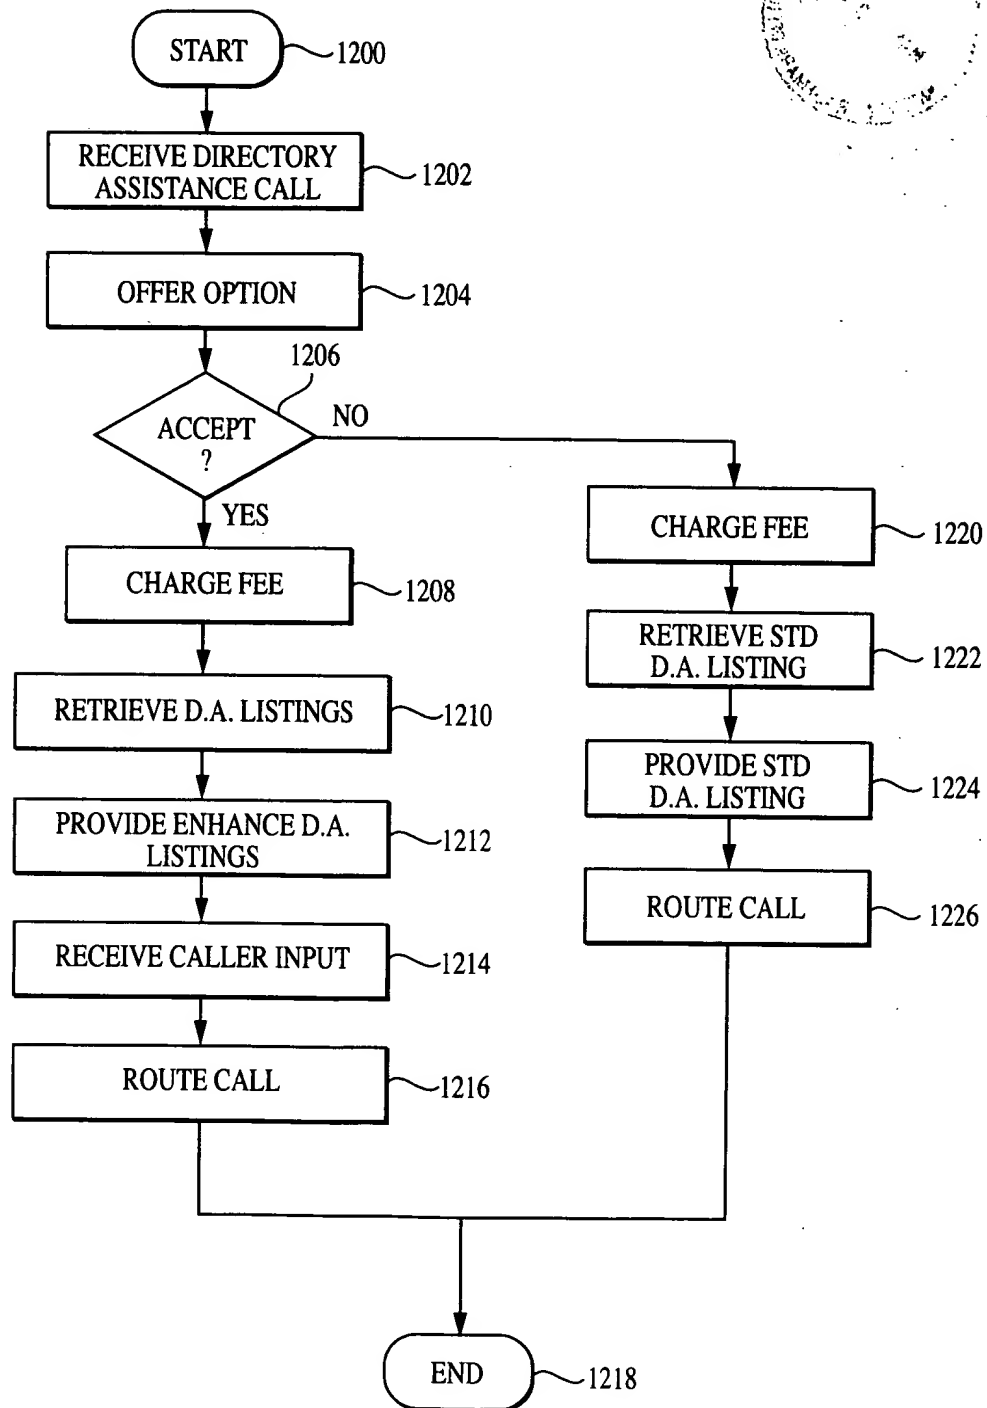 START
1200
RECEIVE DIRECTORY
ASSISTANCE CALL
1202
OFFER OPTION
1204
1206
ACCEPT
?
NO
YES
CHARGE FEE
1208
RETRIEVE D.A. LISTINGS
1210
PROVIDE ENHANCE D.A.
LISTINGS
1212
RECEIVE CALLER INPUT
1214
ROUTE CALL
1216
CHARGE FEE
1220
RETRIEVE STD
D.A. LISTING
1222
PROVIDE STD
D.A. LISTING
1224
ROUTE CALL
1226
END
1218